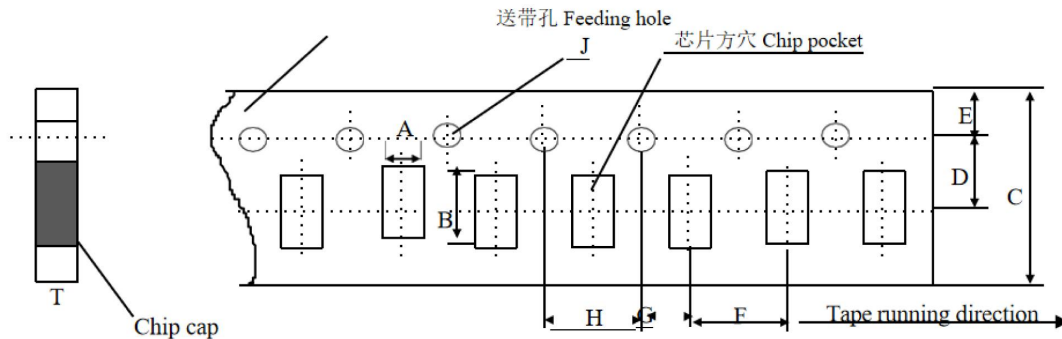 送带孔 Feeding hole
J
芯片方穴 Chip pocket
A
E
D
C
B
T
H
G
F
Tape running direction
Chip cap